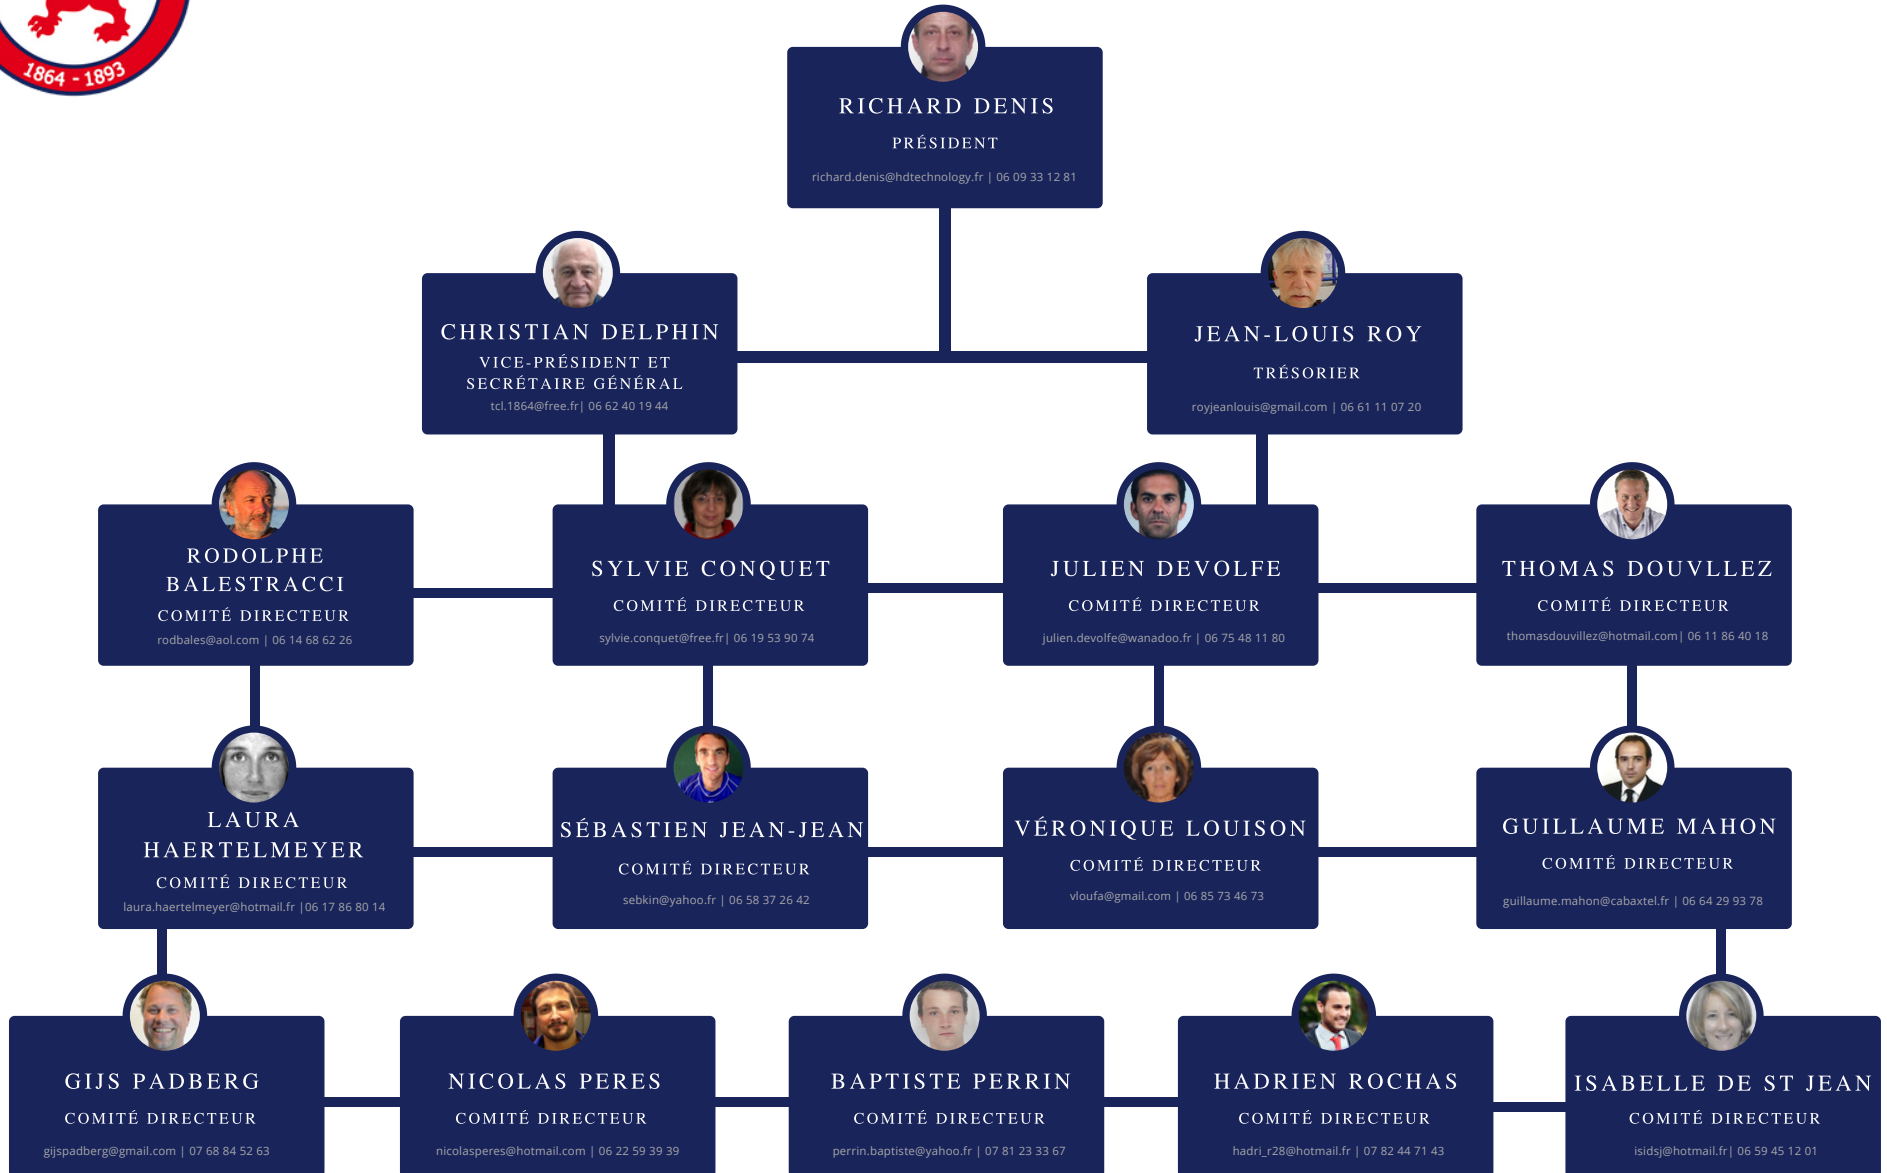 1864 - 1893
RICHARD DENIS
PRÉSIDENT
richard.denis@hdtechnology.fr | 06 09 33 12 81
CHRISTIAN DELPHIN
VICE-PRÉSIDENT ET
SECRÉTAIRE GÉNÉRAL
tcl.1864@free.fr| 06 62 40 19 44
JEAN-LOUIS ROY
TRÉSORIER
royjeanlouis@gmail.com | 06 61 11 07 20
RODOLPHE
BALESTRACCI
COMITÉ DIRECTEUR
rodbales@aol.com | 06 14 68 62 26
SYLVIE CONQUET
COMITÉ DIRECTEUR
sylvie.conquet@free.fr| 06 19 53 90 74
JULIEN DEVOLFE
COMITÉ DIRECTEUR
julien.devolfe@wanadoo.fr | 06 75 48 11 80
THOMAS DOUVLLEZ
COMITÉ DIRECTEUR
thomasdouvillez@hotmail.com| 06 11 86 40 18
LAURA
HAERTELMEYER
COMITÉ DIRECTEUR
laura.haertelmeyer@hotmail.fr |06 17 86 80 14
SÉBASTIEN JEAN-JEAN
COMITÉ DIRECTEUR
sebkin@yahoo.fr | 06 58 37 26 42
VÉRONIQUE LOUISON
COMITÉ DIRECTEUR
vloufa@gmail.com | 06 85 73 46 73
GUILLAUME MAHON
COMITÉ DIRECTEUR
guillaume.mahon@cabaxtel.fr | 06 64 29 93 78
GIJS PADBERG
COMITÉ DIRECTEUR
gijspadberg@gmail.com | 07 68 84 52 63
NICOLAS PERES
COMITÉ DIRECTEUR
nicolasperes@hotmail.com | 06 22 59 39 39
BAPTISTE PERRIN
COMITÉ DIRECTEUR
perrin.baptiste@yahoo.fr | 07 81 23 33 67
HADRIEN ROCHAS
COMITÉ DIRECTEUR
hadri_r28@hotmail.fr | 07 82 44 71 43
ISABELLE DE ST JEAN
COMITÉ DIRECTEUR
isidsj@hotmail.fr| 06 59 45 12 01